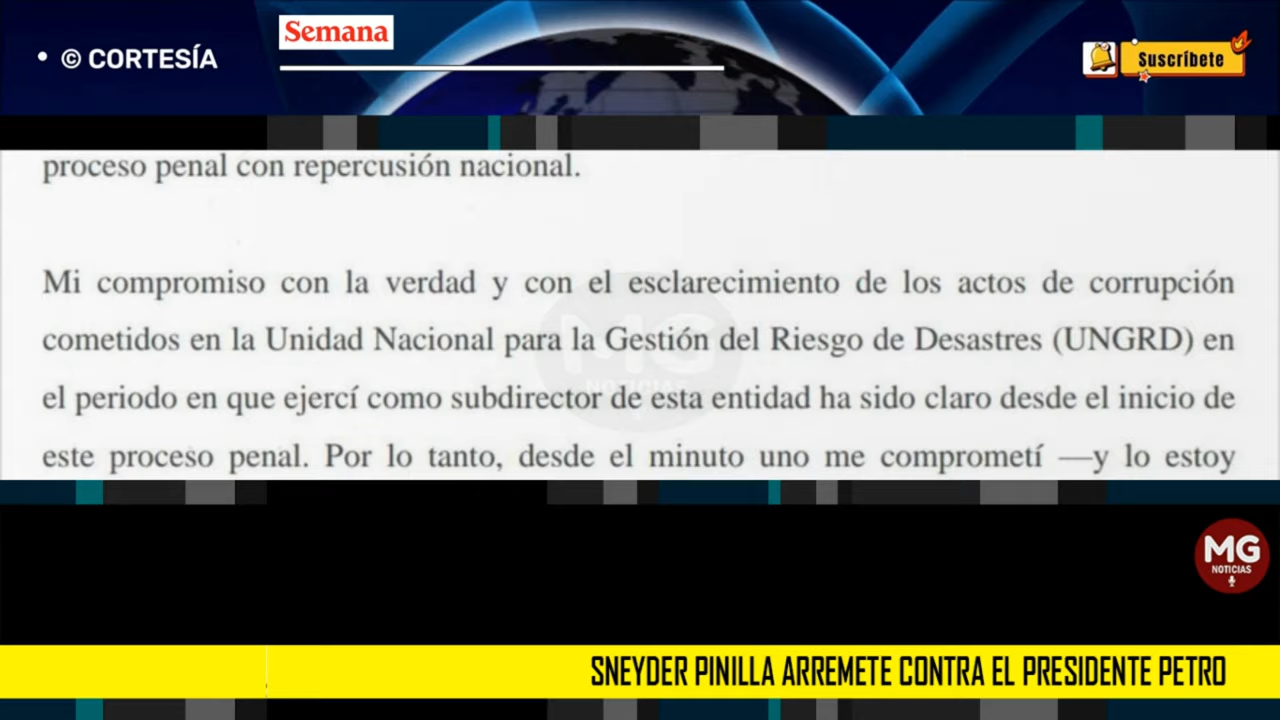 • © CORTESÍA
Semana
Suscríbete
proceso penal con repercusión nacional.
Mi compromiso con la verdad y con el esclarecimiento de los actos de corrupción
cometidos en la Unidad Nacional para la Gestión del Riesgo de Desastres (UNGRD) en
el periodo en que ejercí como subdirector de esta entidad ha sido claro desde el inicio de
este proceso penal. Por lo tanto, desde el minuto uno me comprometí —y lo estoy
MG
NOTICIAS
MG
NOTICIAS
SNEYDER PINILLA ARREMETE CONTRA EL PRESIDENTE PETRO